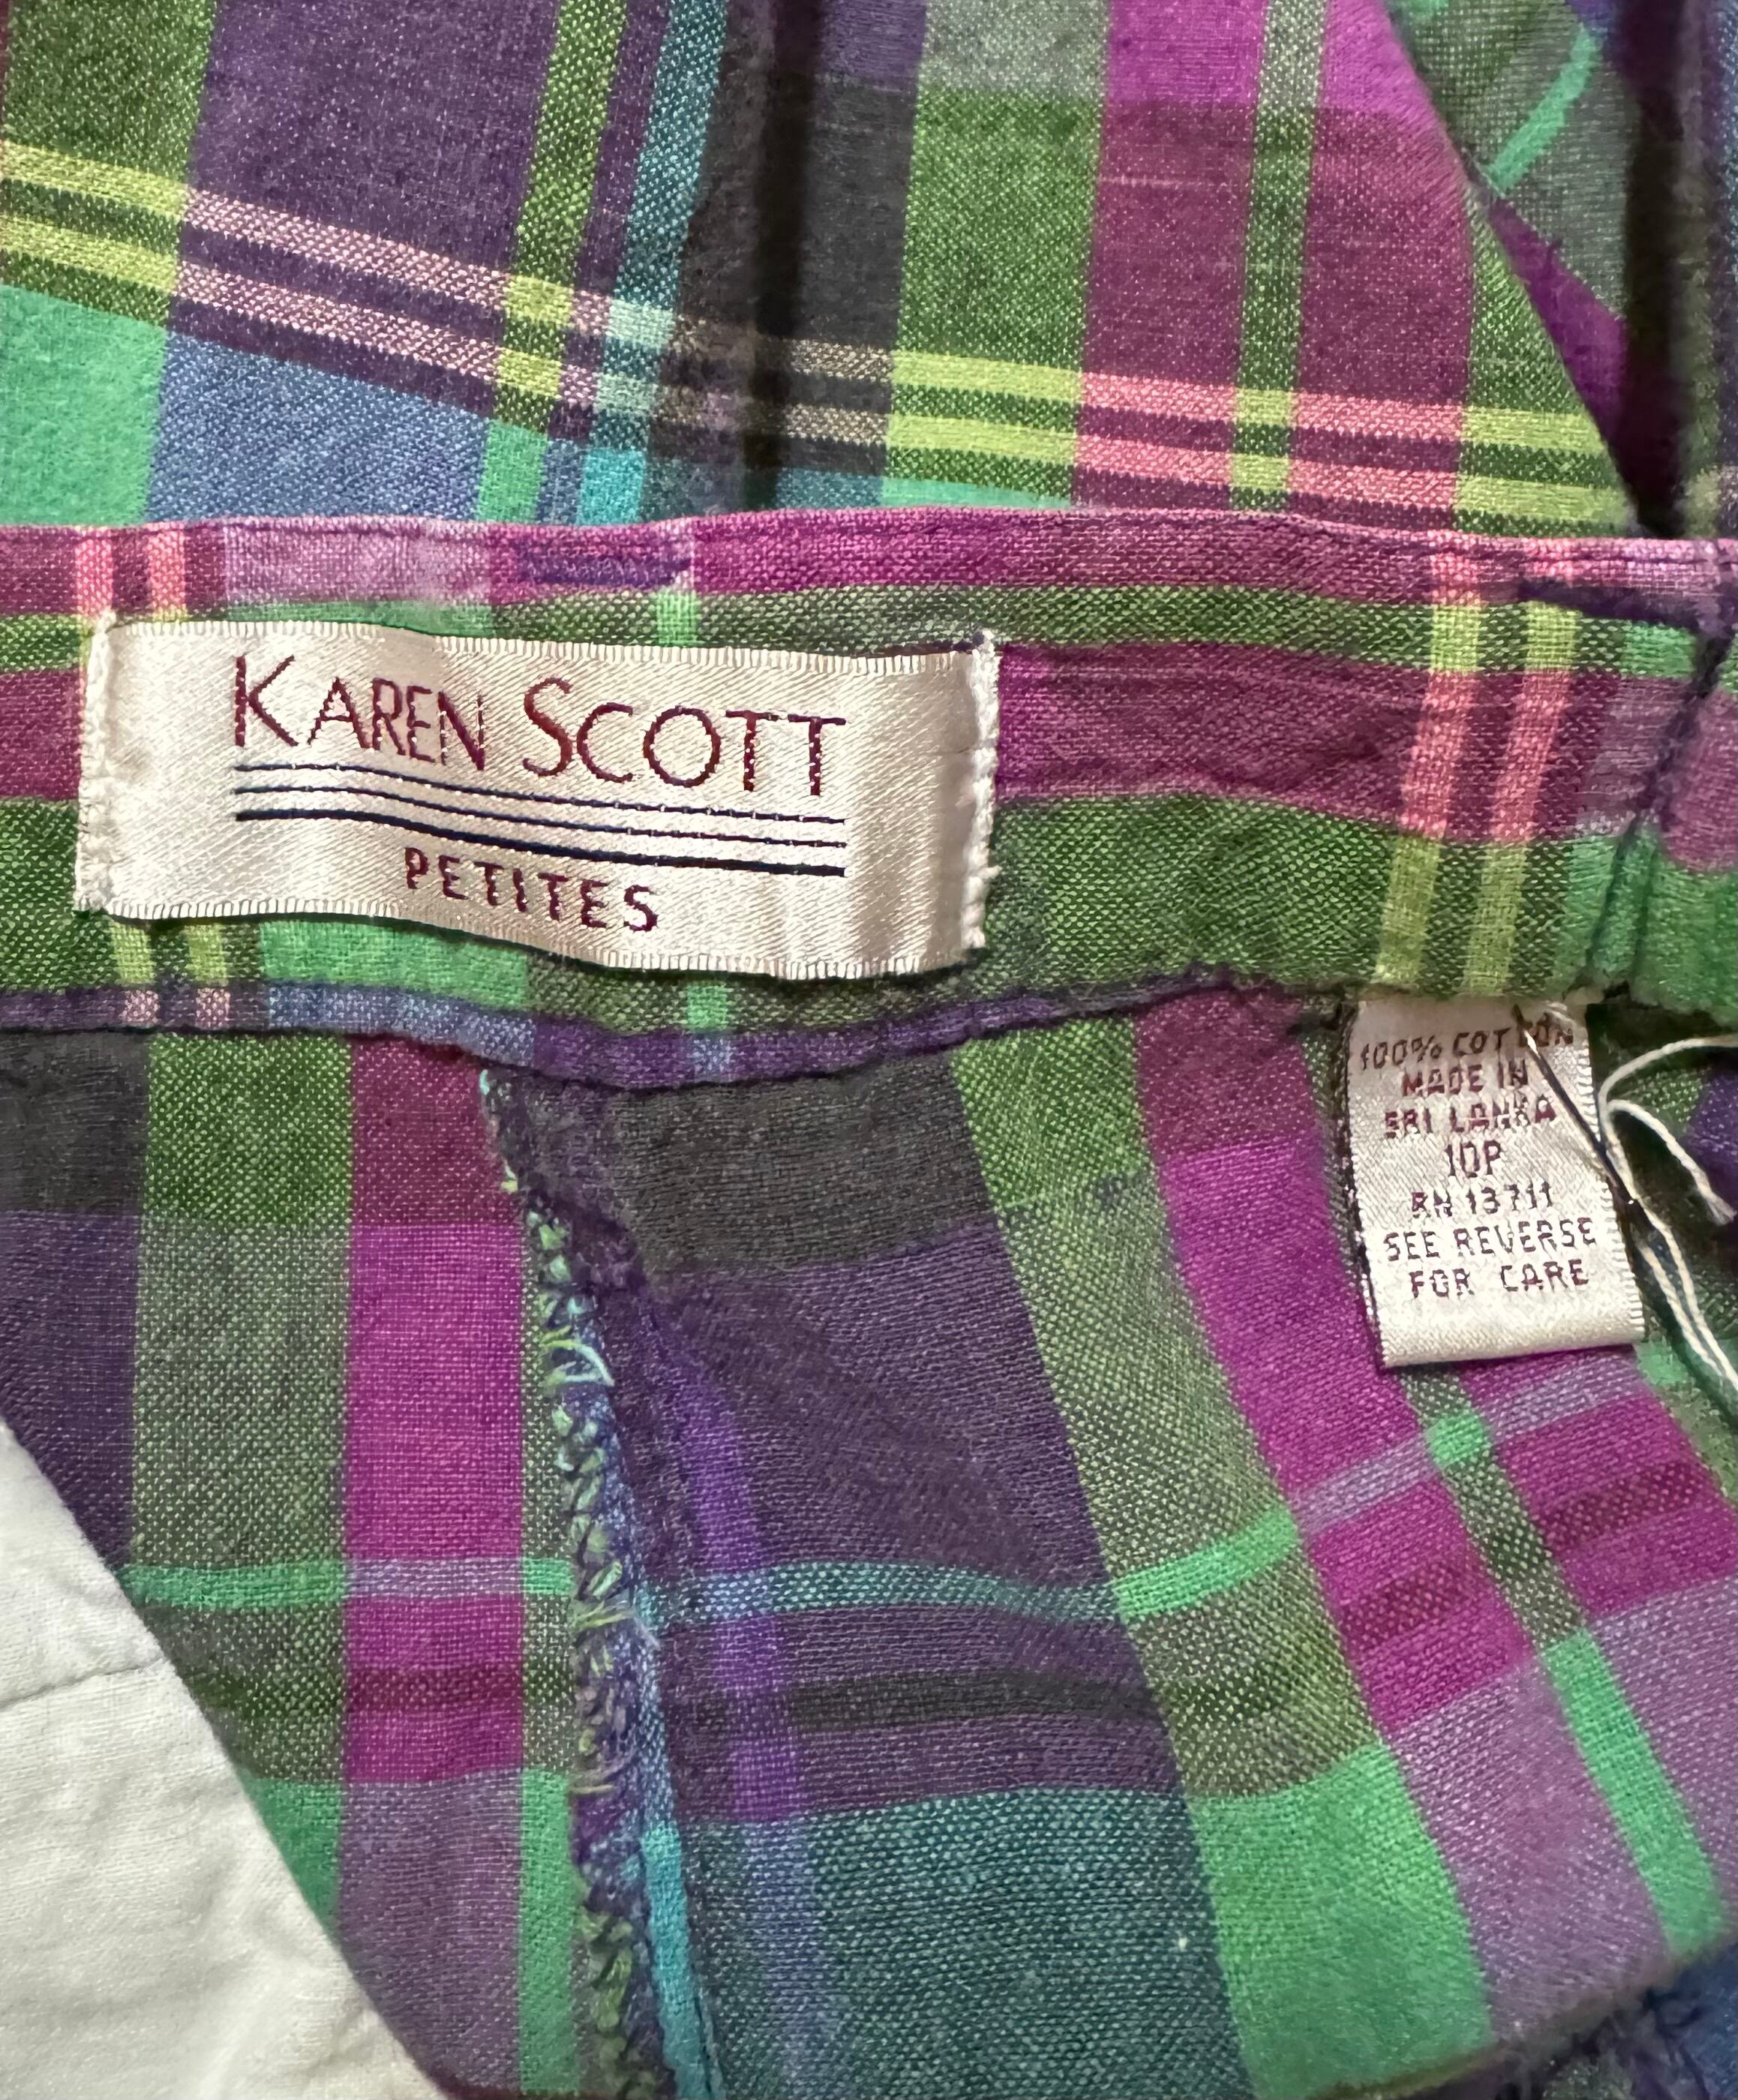 KAREN SCOTT
PETITES
100% COTTON
MADE IN
SRI LANKA
10P
RN 13711
SEE REVERSE
FOR CARE